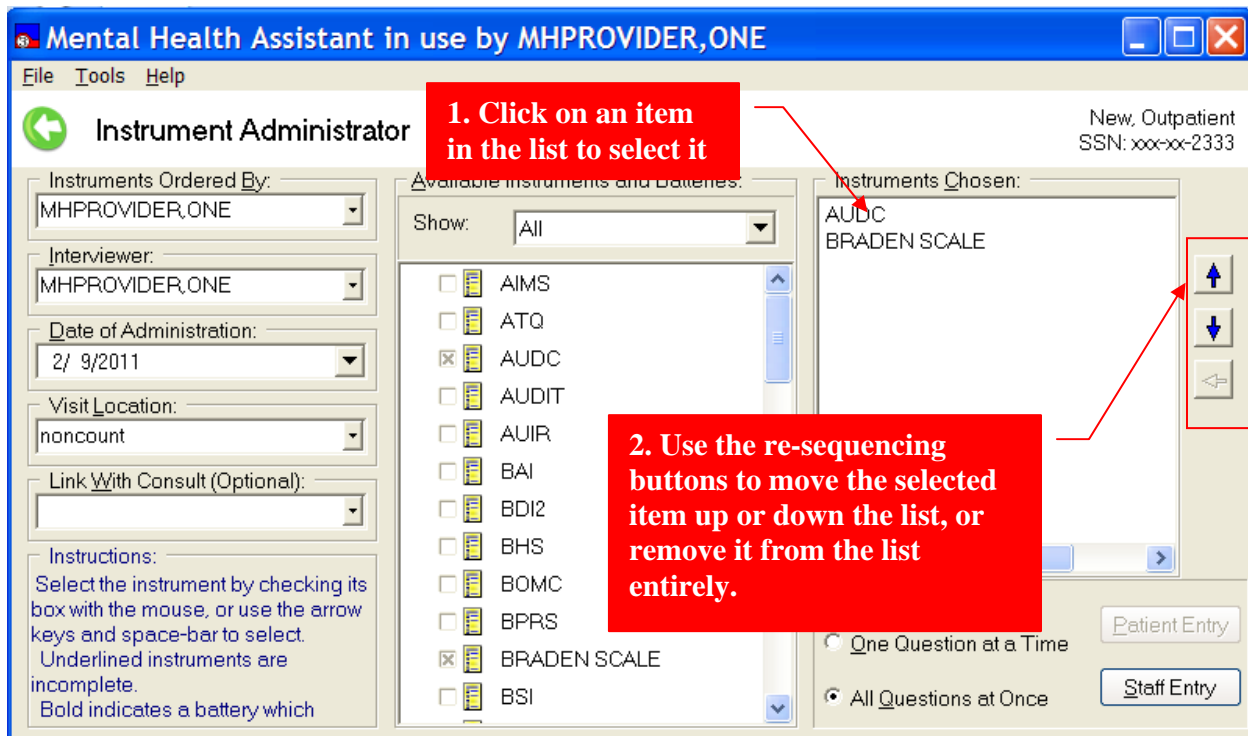 Mental Health Assistant in use by MHPROVIDER,ONE
File Tools Help
Instrument Administrator
New, Outpatient
SSN: xxx-xx-2333
1. Click on an item
in the list to select it
Instruments Ordered By:
MHPROVIDER,ONE
Interviewer:
MHPROVIDER,ONE
Date of Administration:
2/ 9/2011
Visit Location:
noncount
Link With Consult (Optional):
Instructions:
Select the instrument by checking its
box with the mouse, or use the arrow
keys and space-bar to select.
Underlined instruments are
incomplete.
Bold indicates a battery which
Available Instruments and Batteries:
Show: All
AIMS
ATQ
AUDC
AUDIT
AUIR
BAI
BDI2
BHS
BOMC
BPRS
BRADEN SCALE
BSI
Instruments Chosen:
AUDC
BRADEN SCALE
2. Use the re-sequencing
buttons to move the selected
item up or down the list, or
remove it from the list
entirely.
One Question at a Time
All Questions at Once
Patient Entry
Staff Entry